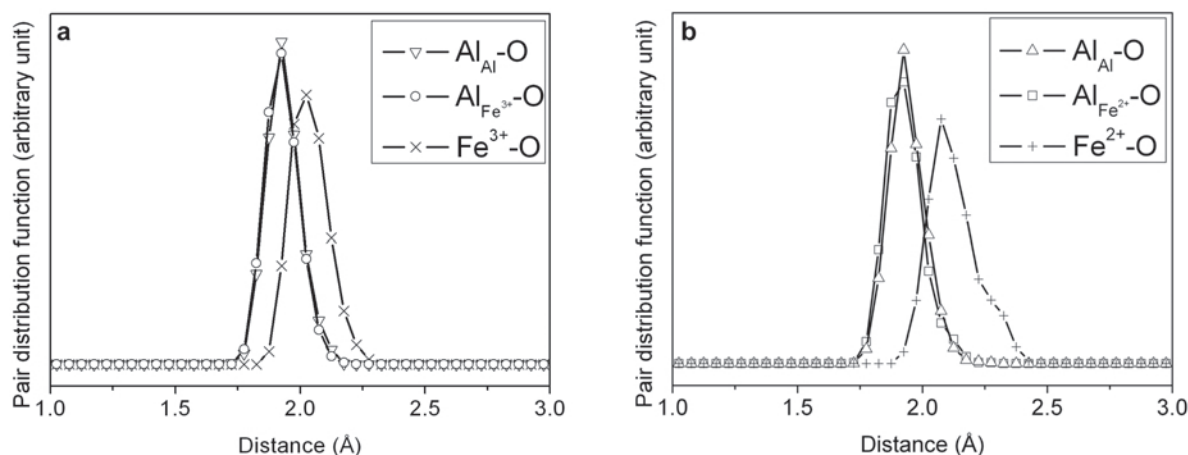 a
Al_Al-O
Al_Fe³⁺-O
Fe³⁺-O
Pair distribution function (arbitrary unit)
1.0 1.5 2.0 2.5 3.0
Distance (Å)
b
Al_Al-O
Al_Fe²⁺-O
Fe²⁺-O
Pair distribution function (arbitrary unit)
1.0 1.5 2.0 2.5 3.0
Distance (Å)